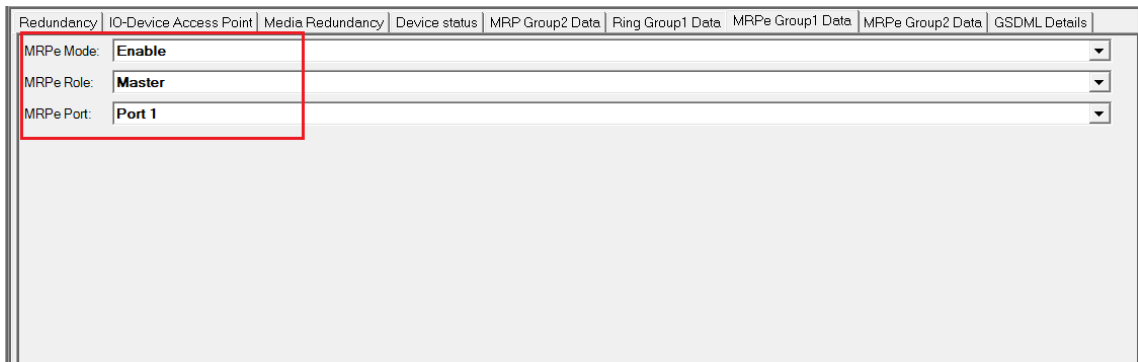 Redundancy IO-Device Access Point Media Redundancy Device status MRP Group2 Data Ring Group1 Data MRPe Group1 Data MRPe Group2 Data GSDML Details
MRPe Mode: Enable
MRPe Role: Master
MRPe Port: Port 1